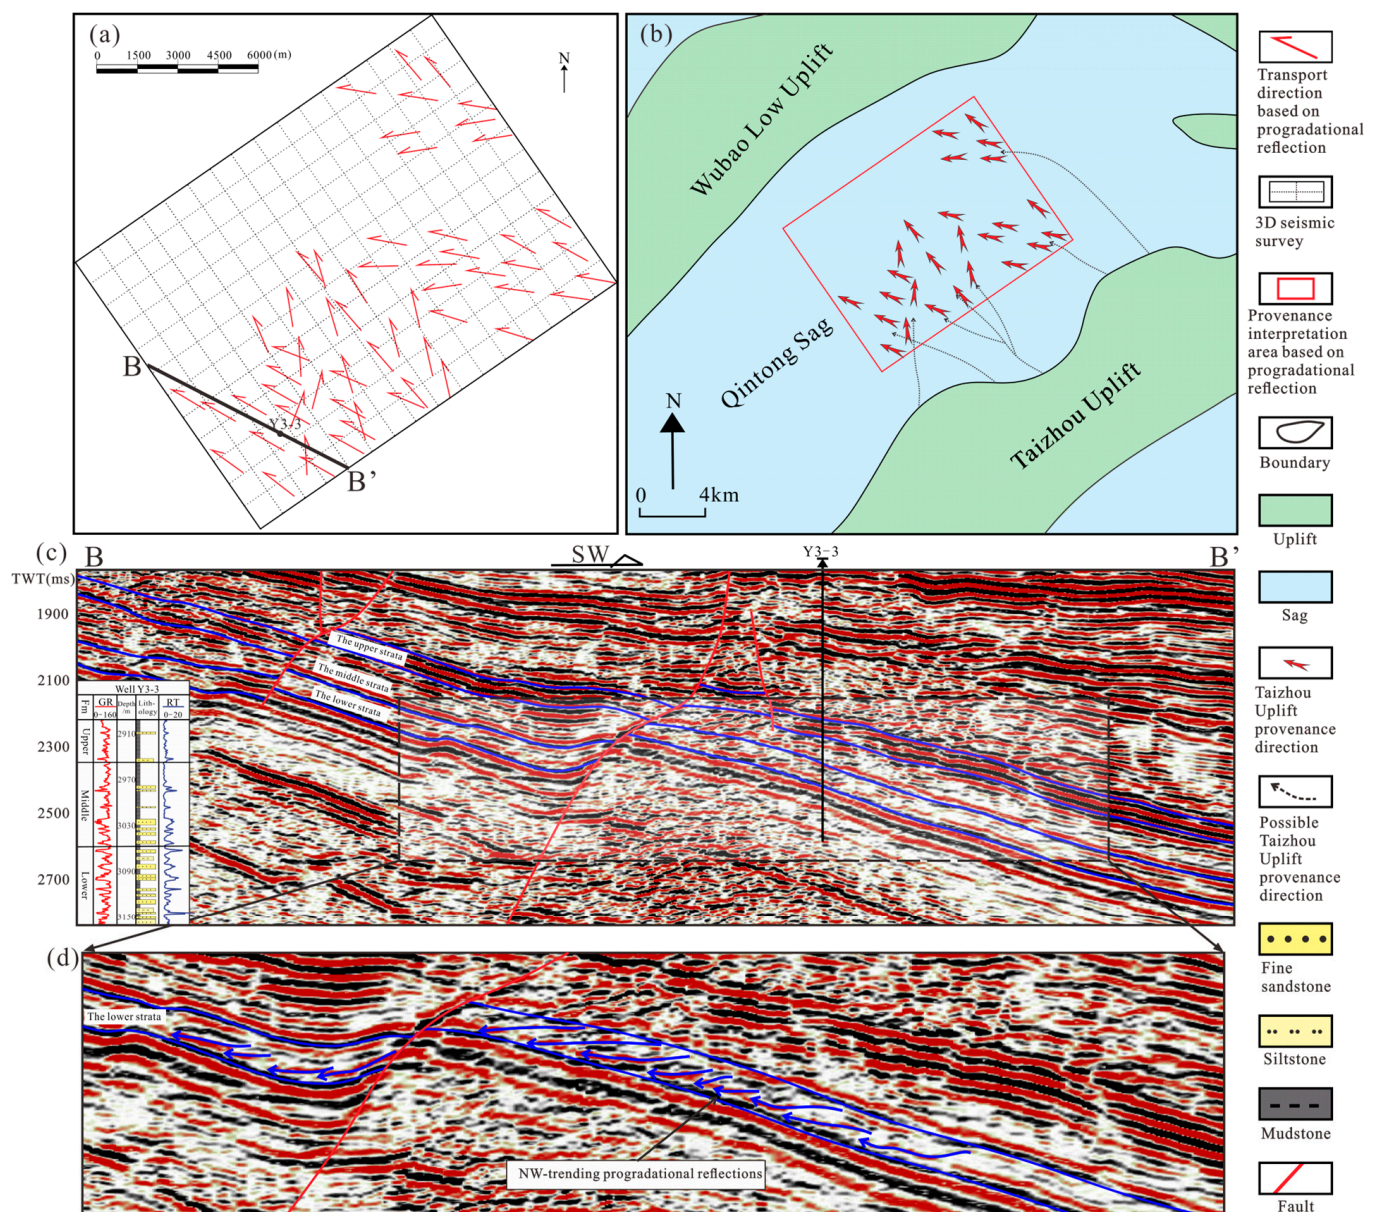 (a)
0 1500 3000 6000 (m)
N
B
Y3-3
B’
(b)
Wubao Low Uplift
Qintong Sag
Taizhou Uplift
N
0 4km
Transport
direction
based on
progradational
reflection
3D seismic
survey
Provenance
interpretation
area based on
progradational
reflection
Boundary
Uplift
Sag
Taizhou
Uplift
provenance
direction
Possible
Taizhou
Uplift
provenance
direction
Fine
sandstone
Siltstone
Mudstone
Fault
(c)
B
SW
Y3-3
B’
TWT(ms)
1900
2100
2300
2500
2700
The upper strata
The middle strata
The lower strata
Well Y3-3
Fm
GR
0-160
Depth
/m
Lith-
ology
RT
0-20
Upper
Middle
Lower
2910
2970
3030
3090
3150
(d)
The lower strata
NW-trending progradational reflections